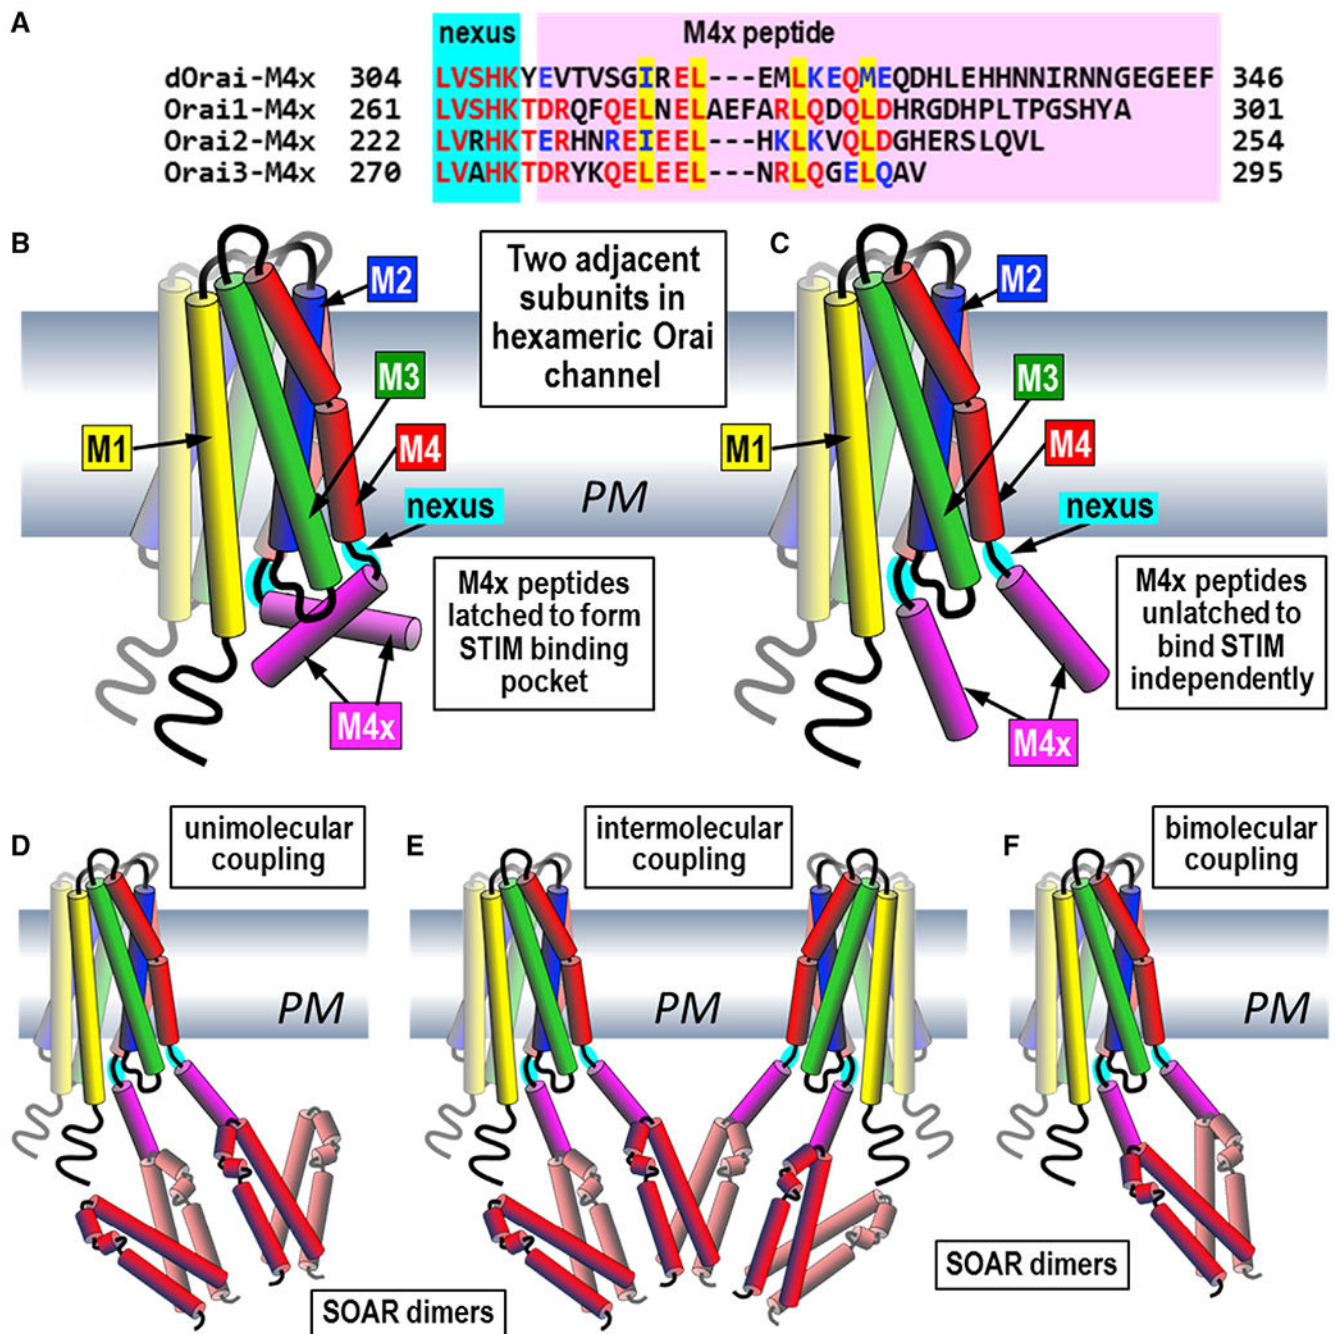 A
nexus M4x peptide
dOrai-M4x 304 LVSHKYEVTVSGIREL---EMLKEQMEQDHLEHHNNIRNNGEGEEF 346
Orai1-M4x 261 LVSHKTDRQFQELNELAEFARLQDQLDHRGDHPLTPGSHYA 301
Orai2-M4x 222 LVRHKTERHNREIEEL---HKLKVQLDGHERSLQVL 254
Orai3-M4x 270 LVAHKTDRYKQELEEL---NRLQGELQAV 295
B
Two adjacent
subunits in
hexameric Orai
channel
M2
M3
M1
M4
nexus
PM
M4x peptides
latched to form
STIM binding
pocket
M4x
C
M2
M3
M1
M4
nexus
M4x peptides
unlatched to
bind STIM
independently
M4x
D
unimolecular
coupling
PM
SOAR dimers
E
intermolecular
coupling
PM
F
bimolecular
coupling
PM
SOAR dimers